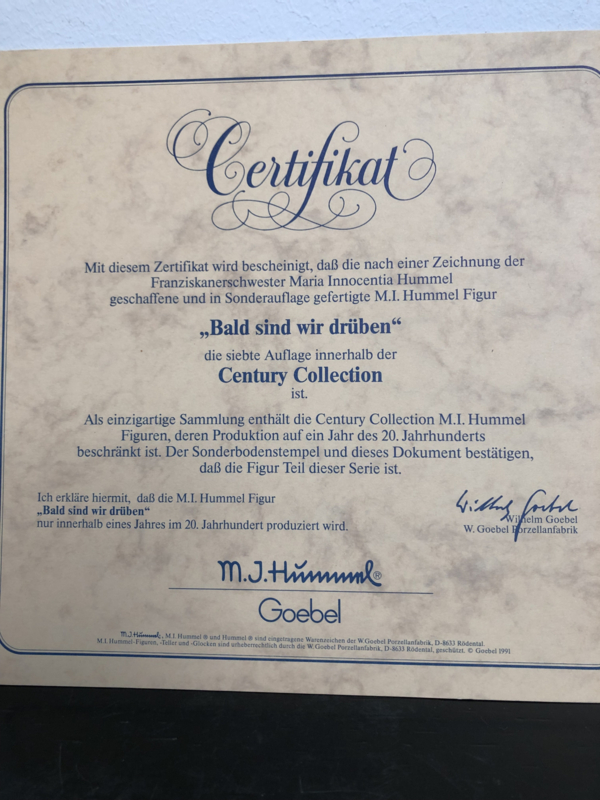 Certifikat
Mit diesem Zertifikat wird bescheinigt, daß die nach einer Zeichnung der
Franziskanerschwester Maria Innocentia Hummel
geschaffene und in Sonderauflage gefertigte M.I. Hummel Figur
„Bald sind wir drüben“
die siebte Auflage innerhalb der
Century Collection
ist.
Als einzigartige Sammlung enthält die Century Collection M.I. Hummel
Figuren, deren Produktion auf ein Jahr des 20. Jahrhunderts
beschränkt ist. Der Sonderbodenstempel und dieses Dokument bestätigen,
daß die Figur Teil dieser Serie ist.
Ich erkläre hiermit, daß die M.I. Hummel Figur
„Bald sind wir drüben“
nur innerhalb eines Jahres im 20. Jahrhundert produziert wird.
Wilhelm Goebel
Wilhelm Goebel
W. Goebel Porzellanfabrik
M.J. Hummel®
Goebel
M.J. Hummel, M.I. Hummel ® und Hummel ® sind eingetragene Warenzeichen der W. Goebel Porzellanfabrik, D-8633 Rödental.
M.I. Hummel-Figuren, -Teller und -Glocken sind urheberrechtlich durch die W. Goebel Porzellanfabrik, D-8633 Rödental, geschützt. © Goebel 1991